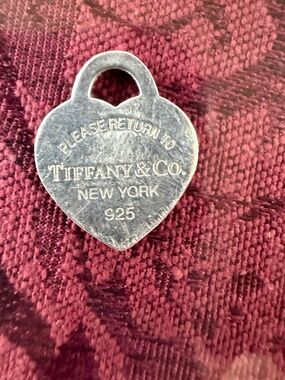 PLEASE RETURN TO
TIFFANY & CO.
NEW YORK
925